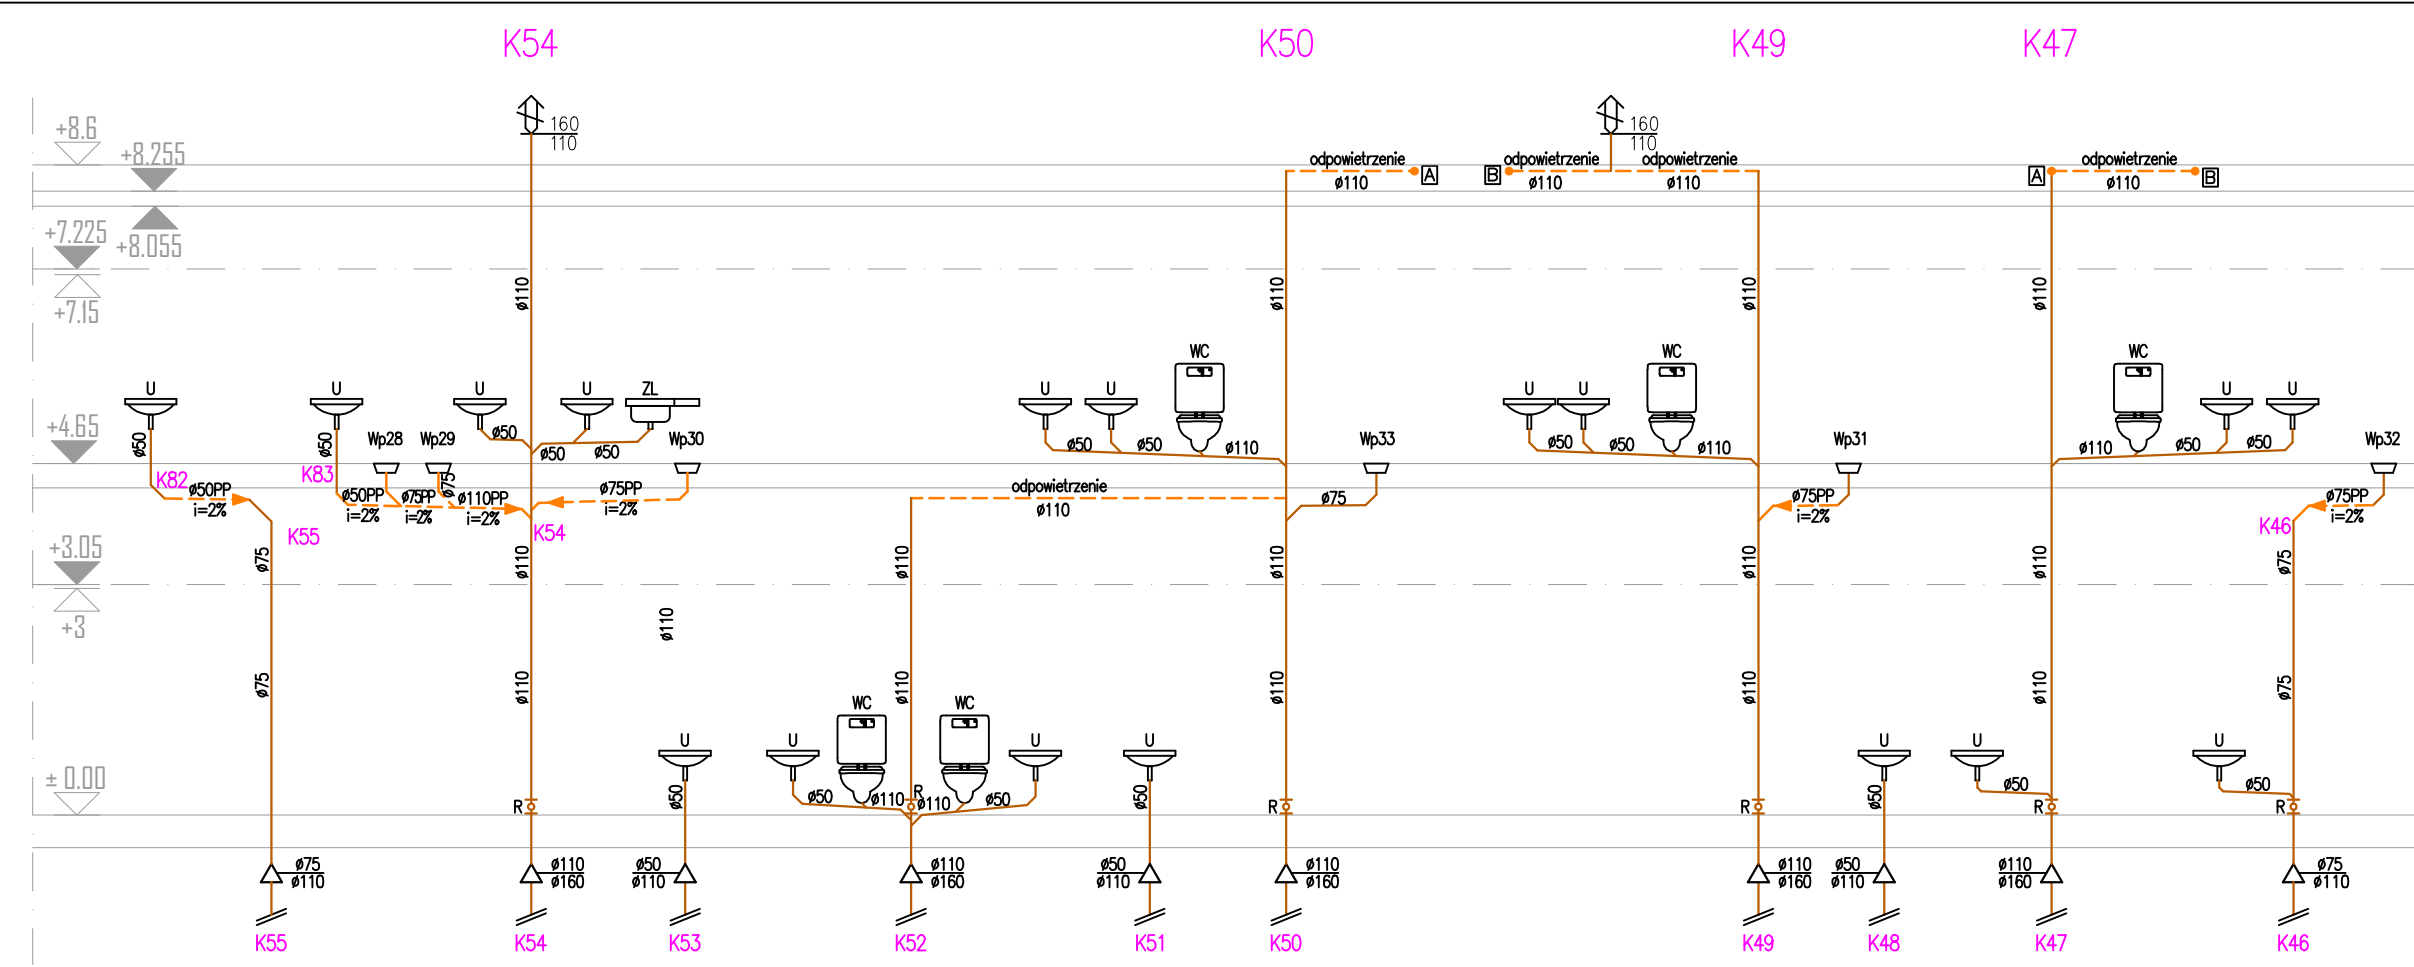 K54
K50
K49
K47
160
110
160
110
+8.6
+8.255
+7.225
+8.055
+7.15
+4.65
+3.05
+3
± 0.00
odpowietrzenie
ø110
A
B
odpowietrzenie
ø110
odpowietrzenie
ø110
A
odpowietrzenie
ø110
B
ø110
ø110
ø110
ø110
WC
WC
WC
U
U
U
U
ZL
U
U
U
U
U
U
ø50
ø50
Wp28
Wp29
ø50
ø50
ø50
Wp30
ø50
ø50
ø110
Wp33
ø50
ø50
ø110
Wp31
ø110
ø50
ø50
Wp32
K82
ø50PP
i=2%
K83
ø50PP
i=2%
ø75PP
i=2%
ø75
ø110PP
i=2%
ø75PP
i=2%
odpowietrzenie
ø110
ø75
ø75PP
i=2%
ø75PP
i=2%
K55
K54
K46
ø75
ø110
ø110
ø110
ø110
ø110
ø75
ø110
ø75
ø110
ø110
ø110
ø110
ø110
ø75
WC
WC
U
U
U
U
U
U
U
ø50
ø50
ø110
R
ø110
ø50
ø50
ø50
ø50
ø50
R
R
R
R
R
ø75
ø110
ø110
ø160
ø50
ø110
ø110
ø160
ø50
ø110
ø110
ø160
ø110
ø160
ø50
ø110
ø110
ø160
ø75
ø110
K55
K54
K53
K52
K51
K50
K49
K48
K47
K46